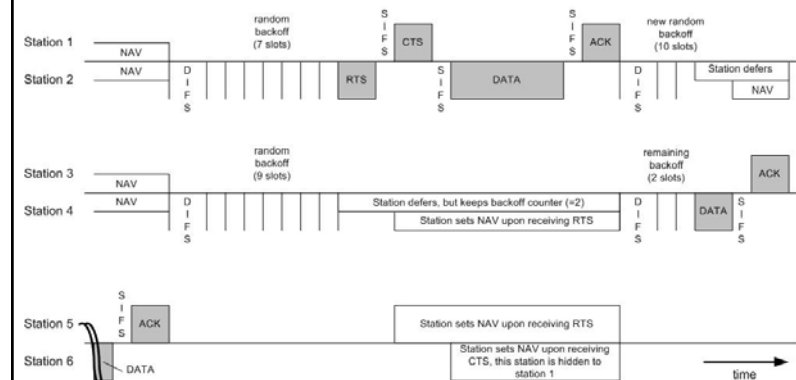 random
backoff
(7 slots)
S
I
F
S
S
I
F
S
new random
backoff
(10 slots)
Station 1
NAV
CTS
ACK
Station 2
NAV
D
I
F
S
RTS
S
I
F
S
DATA
D
I
F
S
Station defers
NAV
random
backoff
(9 slots)
remaining
backoff
(2 slots)
Station 3
NAV
ACK
Station 4
NAV
D
I
F
S
Station defers, but keeps backoff counter (=2)
Station sets NAV upon receiving RTS
D
I
F
S
DATA
S
I
F
S
S
I
F
S
Station 5
ACK
Station sets NAV upon receiving RTS
Station 6
DATA
Station sets NAV upon receiving
CTS, this station is hidden to
station 1
time